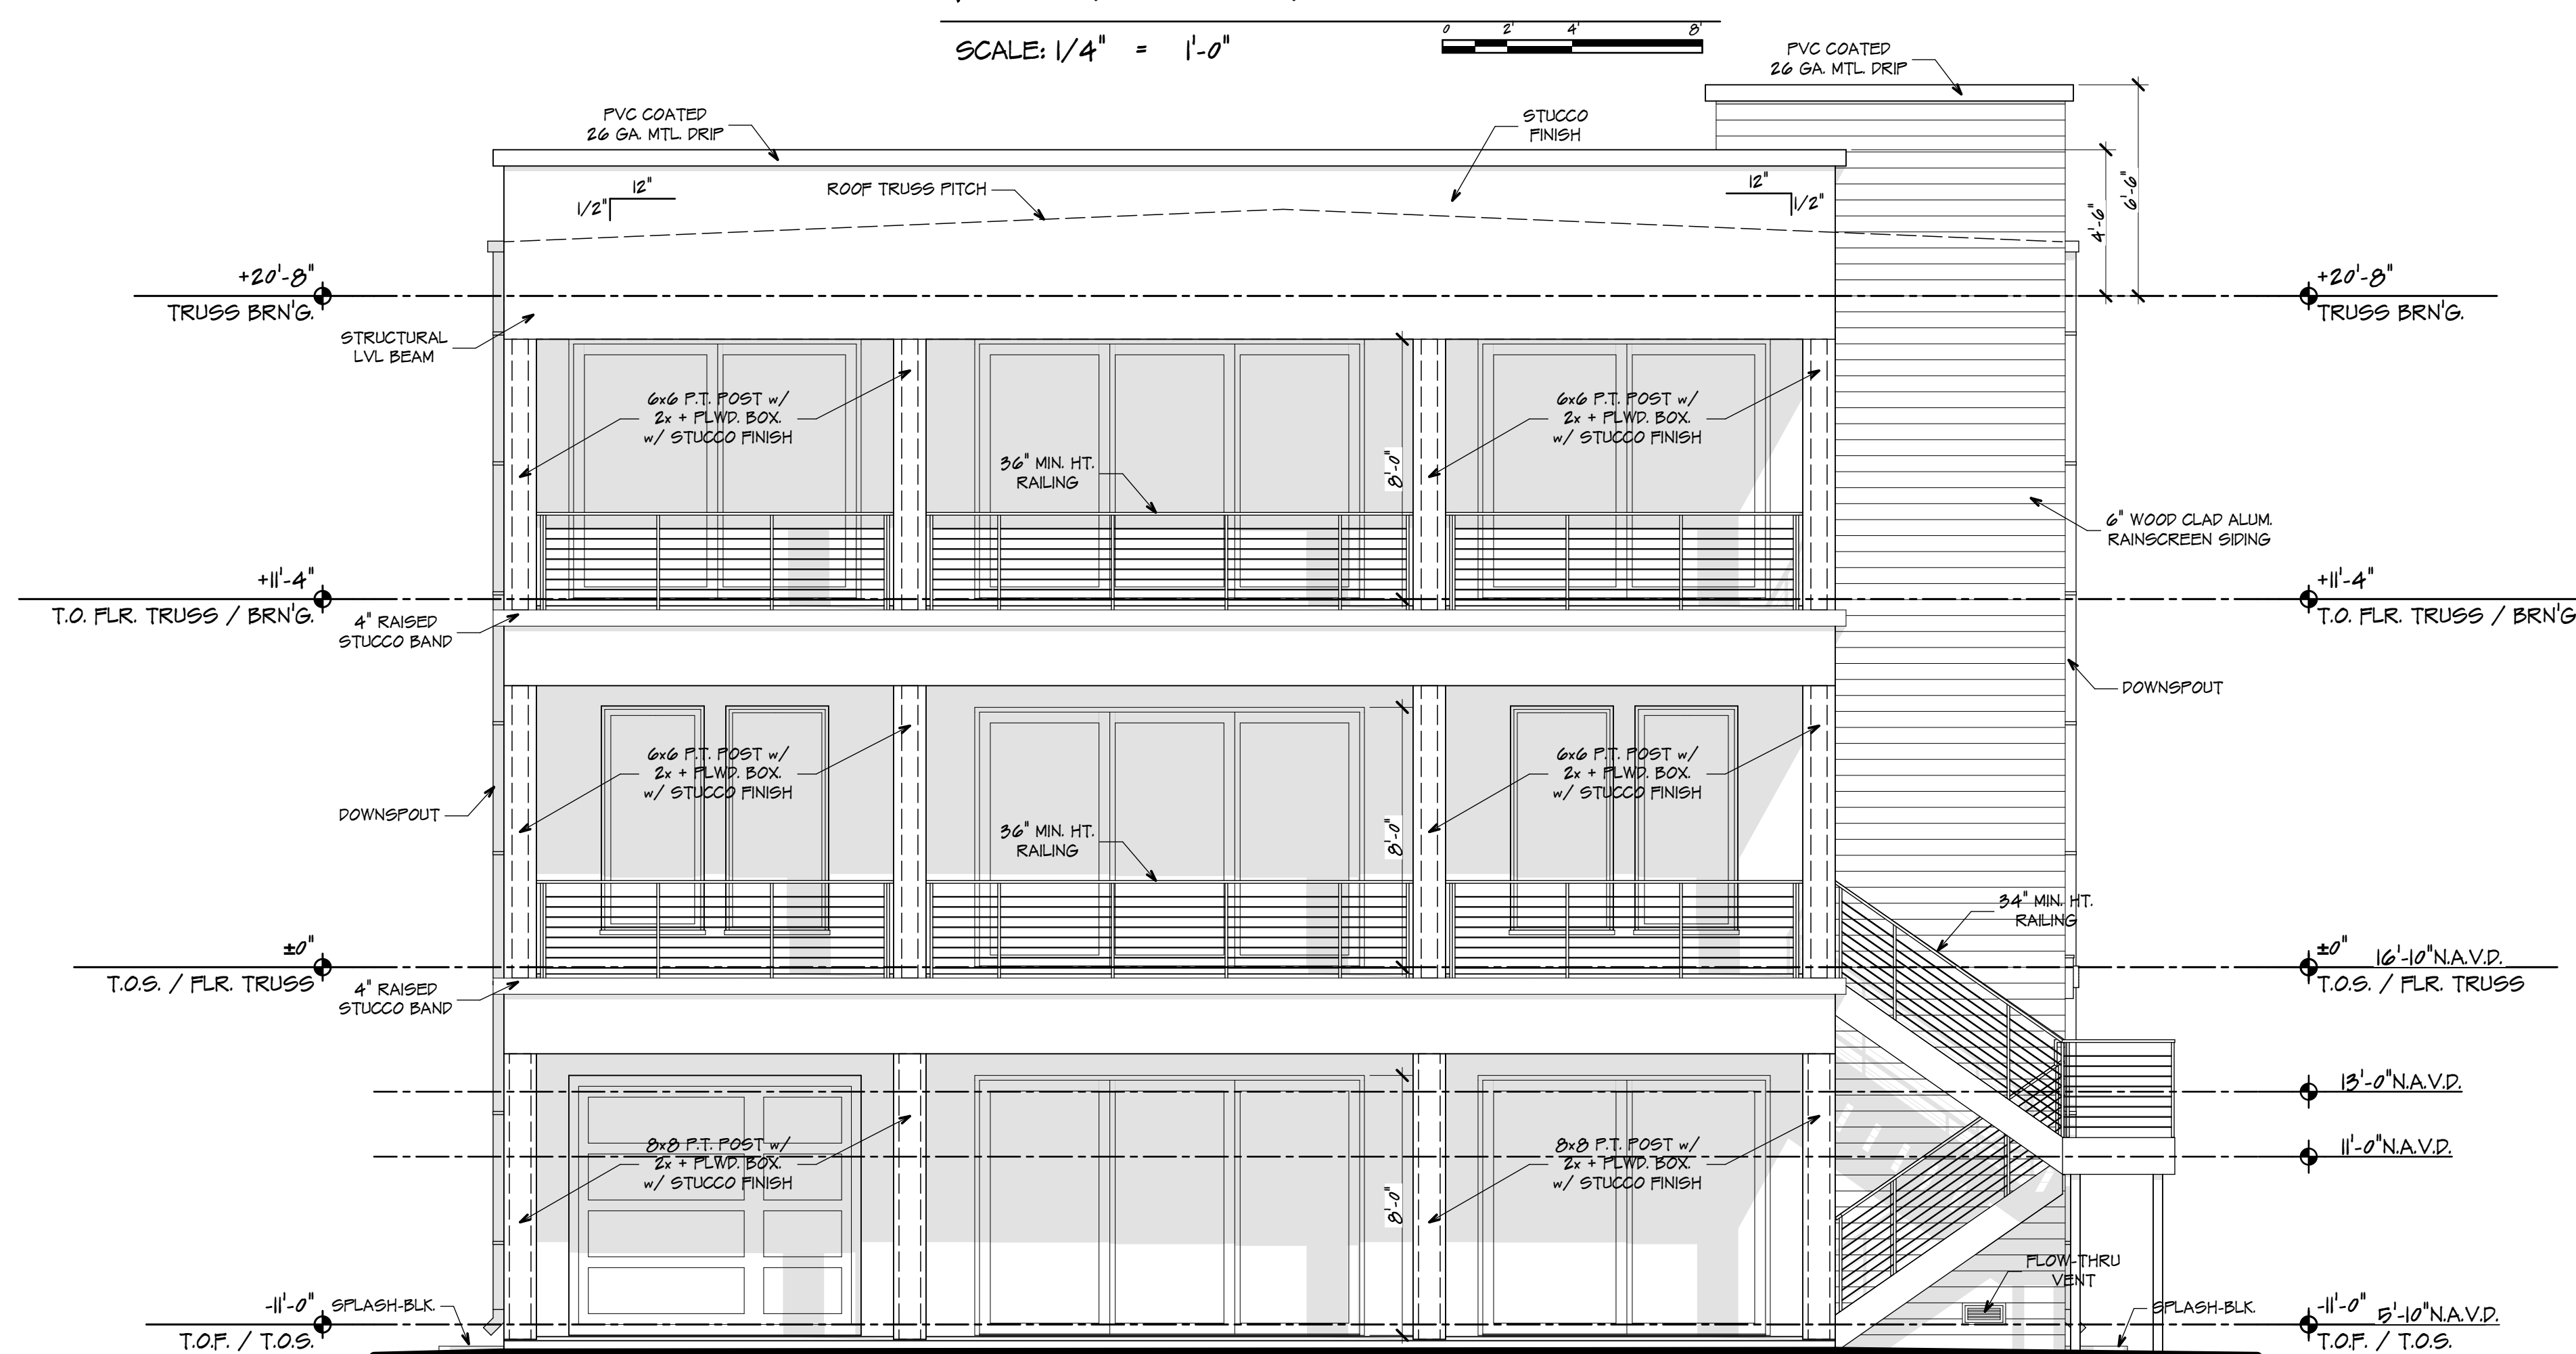 SCALE: 1/4" = 1'-0"
0 2' 4' 8'
PVC COATED
26 GA. MTL. DRIP
PVC COATED
26 GA. MTL. DRIP
STUCCO
FINISH
12"
1/2"
ROOF TRUSS PITCH
12"
1/2"
6'-6"
4'-6"
+20'-8"
TRUSS BRN'G.
+20'-8"
TRUSS BRN'G.
STRUCTURAL
LVL BEAM
6x6 P.T. POST w/
2x + PLWD. BOX.
w/ STUCCO FINISH
6x6 P.T. POST w/
2x + PLWD. BOX.
w/ STUCCO FINISH
36" MIN. HT.
RAILING
8'-0"
6" WOOD CLAD ALUM.
RAINSCREEN SIDING
+11'-4"
T.O. FLR. TRUSS / BRN'G.
+11'-4"
T.O. FLR. TRUSS / BRN'G
4" RAISED
STUCCO BAND
DOWNSPOUT
6x6 P.T. POST w/
2x + PLWD. BOX.
w/ STUCCO FINISH
6x6 P.T. POST w/
2x + PLWD. BOX.
w/ STUCCO FINISH
DOWNSPOUT
36" MIN. HT.
RAILING
8'-0"
34" MIN. HT.
RAILING
±0"
T.O.S. / FLR. TRUSS
±0" 16'-10"N.A.V.D.
T.O.S. / FLR. TRUSS
4" RAISED
STUCCO BAND
13'-0"N.A.V.D.
8x8 P.T. POST w/
2x + PLWD. BOX.
w/ STUCCO FINISH
8x8 P.T. POST w/
2x + PLWD. BOX.
w/ STUCCO FINISH
11'-0"N.A.V.D.
8'-0"
FLOW-THRU
VENT
-11'-0"
T.O.F. / T.O.S.
SPLASH-BLK.
SPLASH-BLK.
-11'-0" 5'-10"N.A.V.D.
T.O.F. / T.O.S.